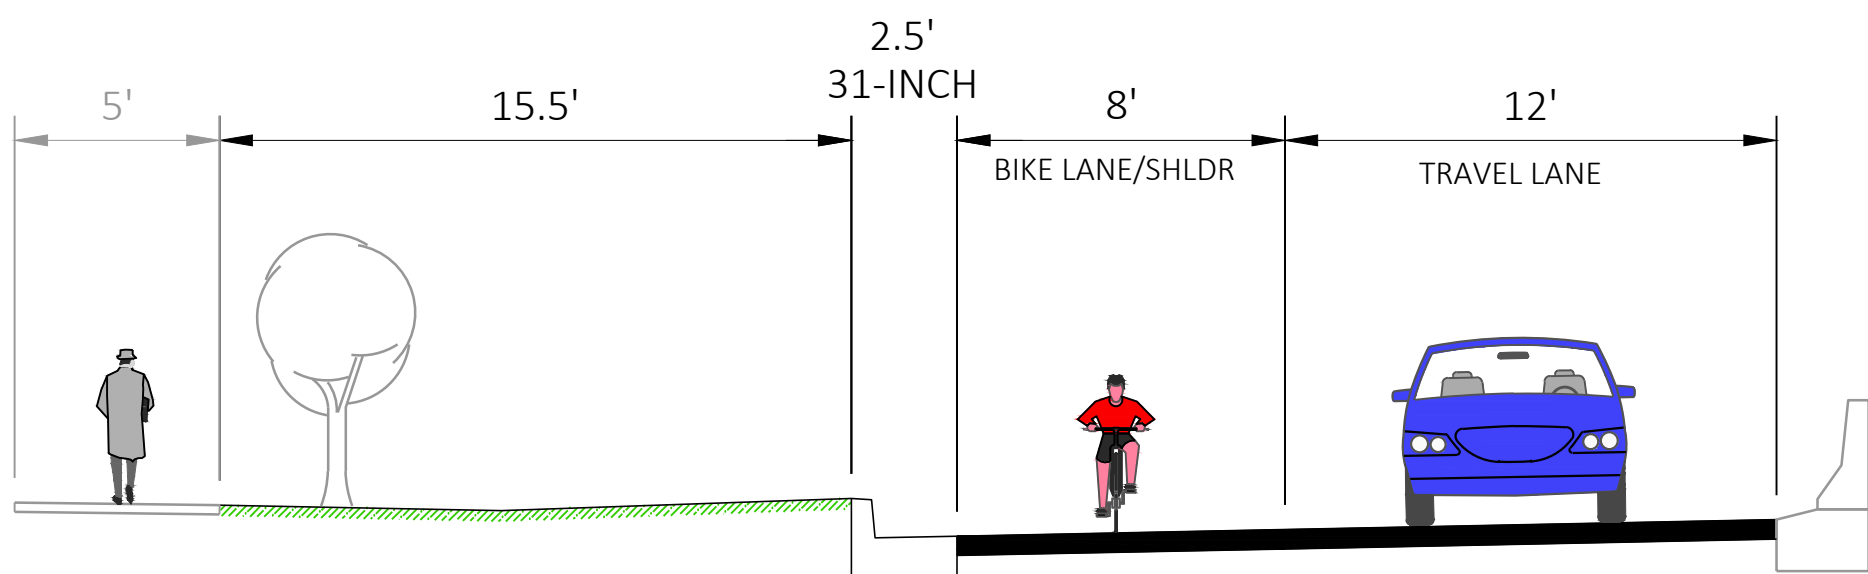 2.5'
31-INCH
5'
15.5'
8'
12'
BIKE LANE/SHLDR
TRAVEL LANE